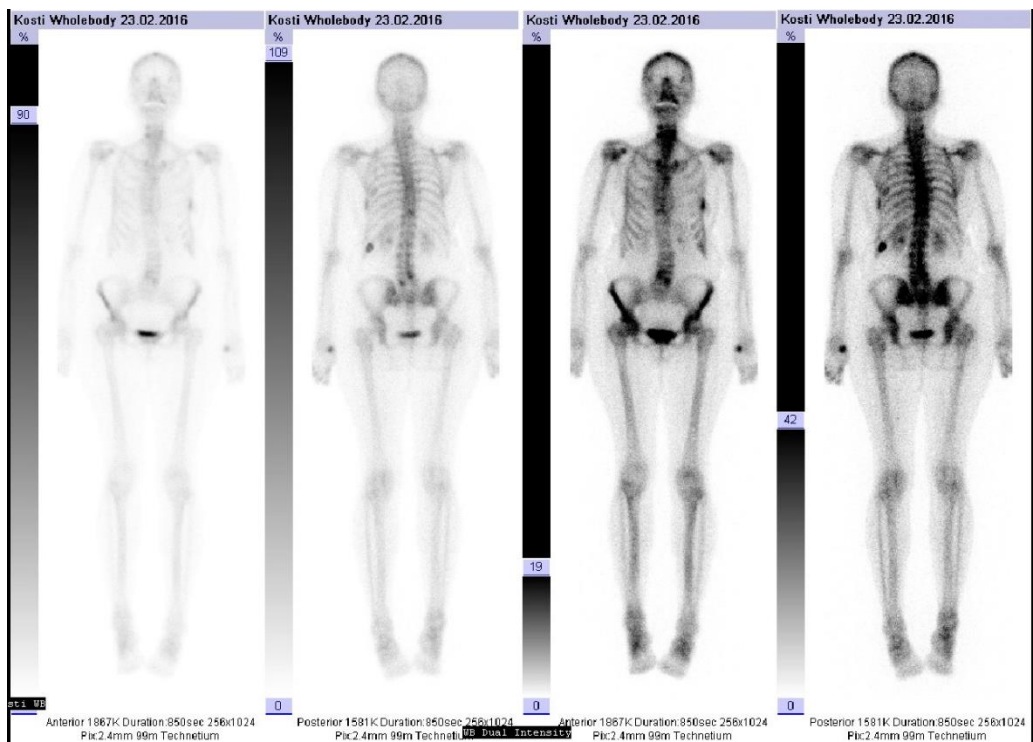 Kosti Wholebody 23.02.2016
%
90
sti WB
Anterior 1867K Duration:850sec 256x1024
Pix:2.4mm 99m Technetium
Kosti Wholebody 23.02.2016
%
109
0
Posterior 1581K Duration:850sec 256x1024
Pix:2.4mm 99m Technetium
WB Dual Intensity
Kosti Wholebody 23.02.2016
%
19
0
Anterior 1867K Duration:850sec 256x1024
Pix:2.4mm 99m Technetium
Kosti Wholebody 23.02.2016
%
42
0
Posterior 1581K Duration:850sec 256x1024
Pix:2.4mm 99m Technetium